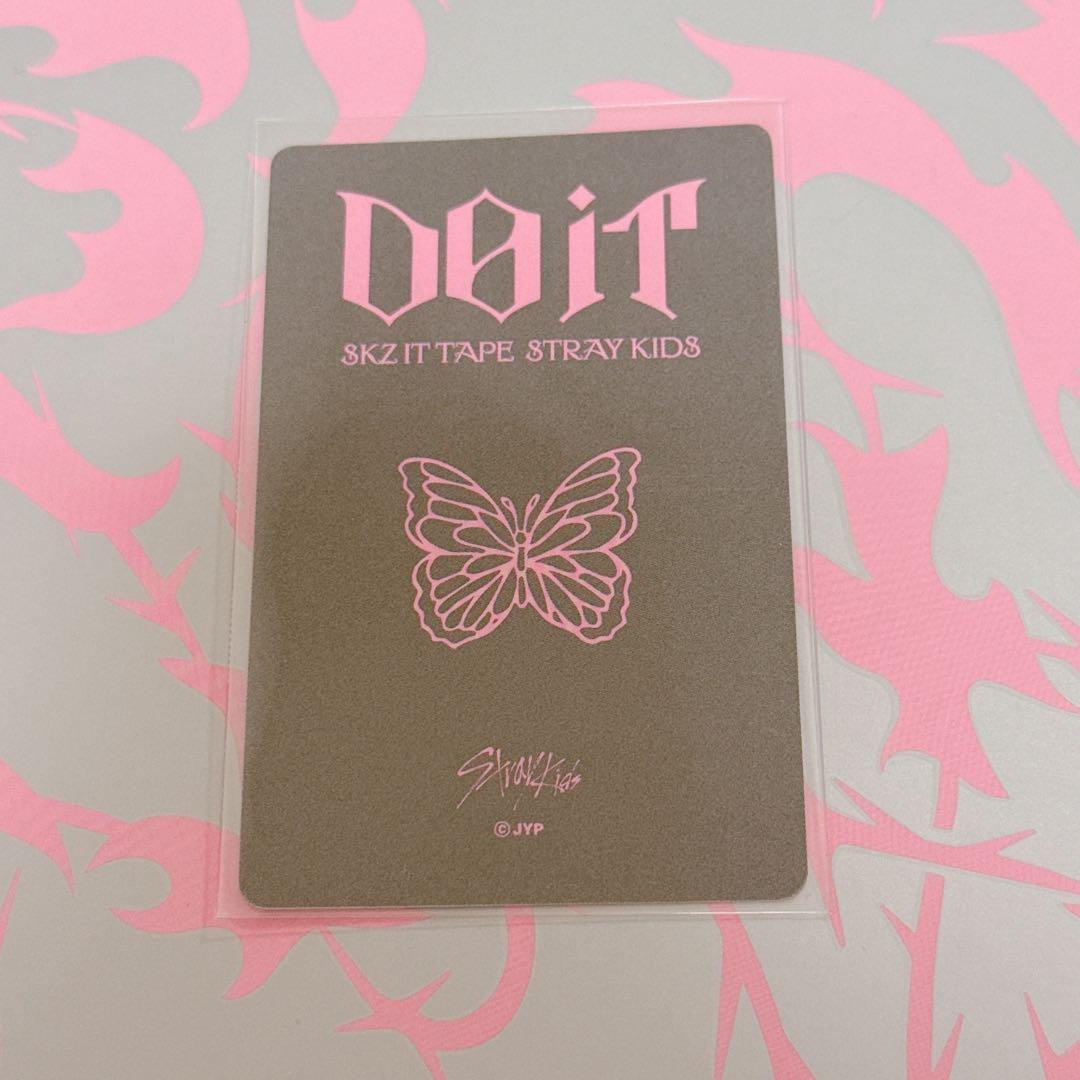 DO iT
SKZ IT TAPE STRAY KIDS
Stray Kids
©JYP